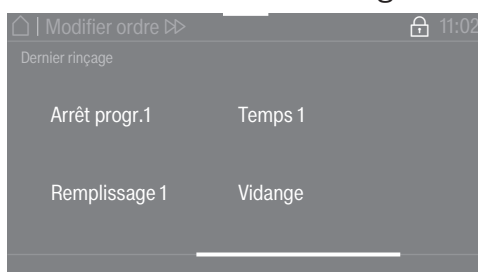 | Modifier ordre 11:02
Dernier rinçage
Arrêt progr.1 Temps 1
Remplissage 1 Vidange